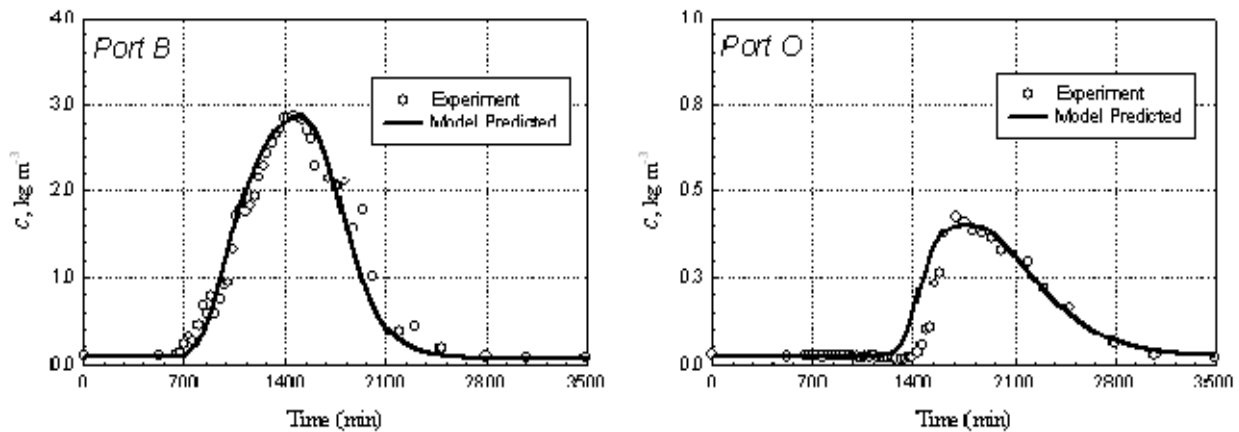 Port B
Experiment
Model Predicted
4.0
3.0
2.0
1.0
0.0
c, kg m⁻³
0
700
1400
2100
2800
3500
Time (min)
Port O
Experiment
Model Predicted
1.0
0.8
0.5
0.3
0.0
c, kg m⁻³
0
700
1400
2100
2800
3500
Time (min)